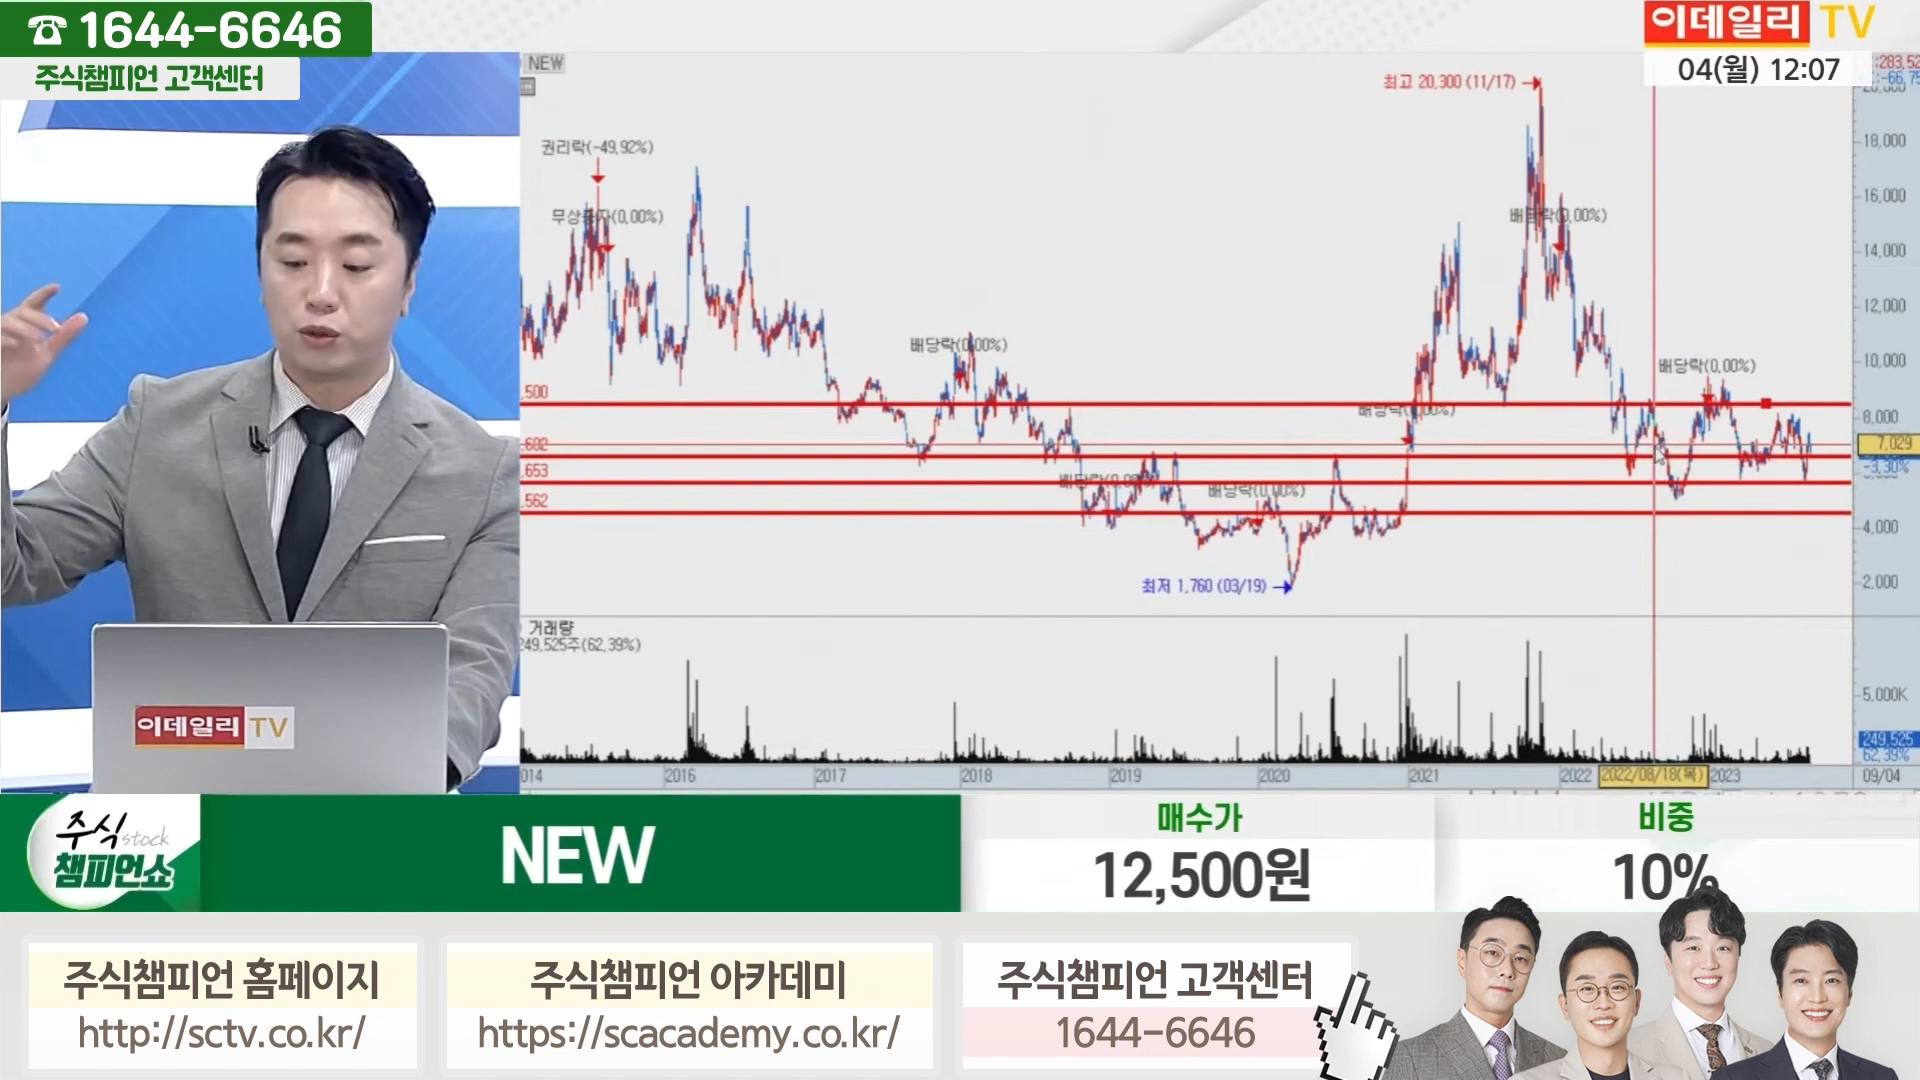 ☎ 1644-6646
주식챔피언 고객센터
이데일리 TV
04(월) 12:07
NEW
최고 20,300 (11/17)
권리락(-49,92%)
배당락(0,00%)
배당락(0,00%)
배당락(0,00%)
최저 1,760 (03/19)
18,000
16,000
14,000
12,000
10,000
8,000
7,029
-3,30%
4,000
2,000
,500
,602
,653
,562
거래량
249,525주(62,39%)
5,000K
249,525
62,39%
2016
2017
2018
2019
2020
2021
2022
2022/08/18(목)
2023
09/04
이데일리 TV
주식 stock
챔피언쇼
NEW
매수가
12,500원
비중
10%
주식챔피언 홈페이지
http://sctv.co.kr/
주식챔피언 아카데미
https://scacademy.co.kr/
주식챔피언 고객센터
1644-6646